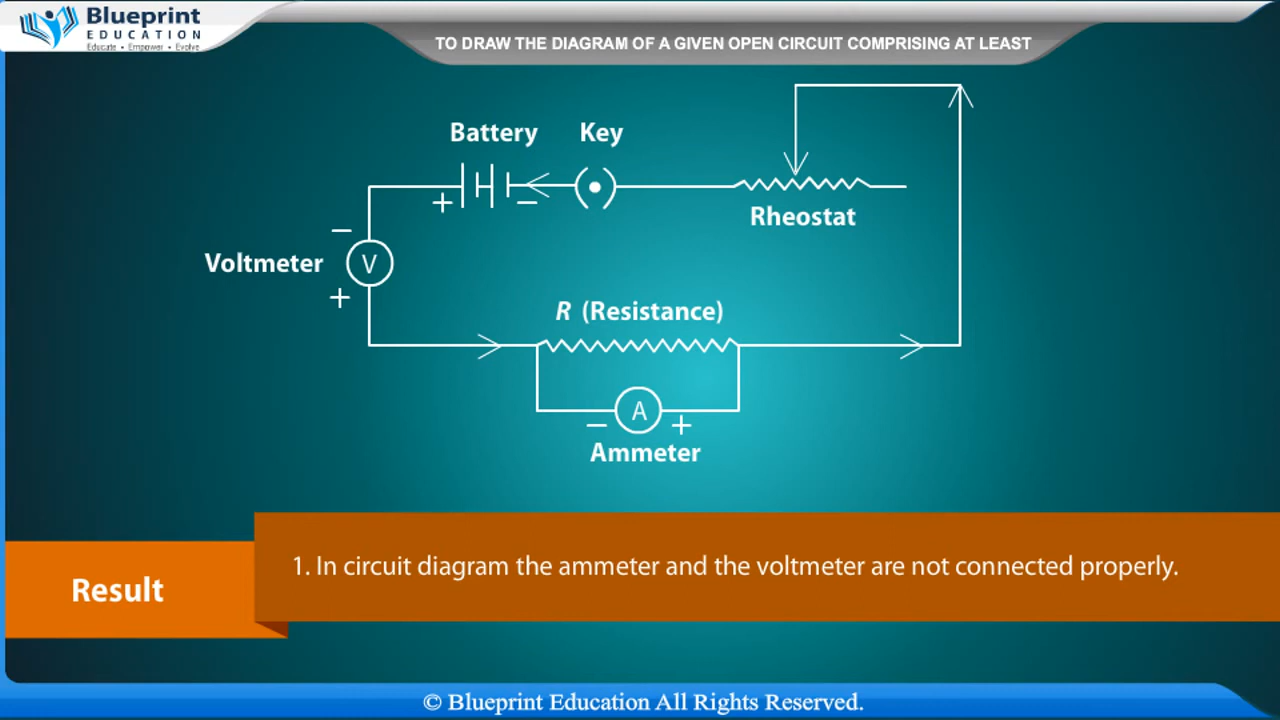 Blueprint
EDUCATION
Educate • Empower • Evolve
TO DRAW THE DIAGRAM OF A GIVEN OPEN CIRCUIT COMPRISING AT LEAST
Battery Key
+ −
Rheostat
−
Voltmeter V
+
R (Resistance)
A
− +
Ammeter
1. In circuit diagram the ammeter and the voltmeter are not connected properly.
Result
© Blueprint Education All Rights Reserved.